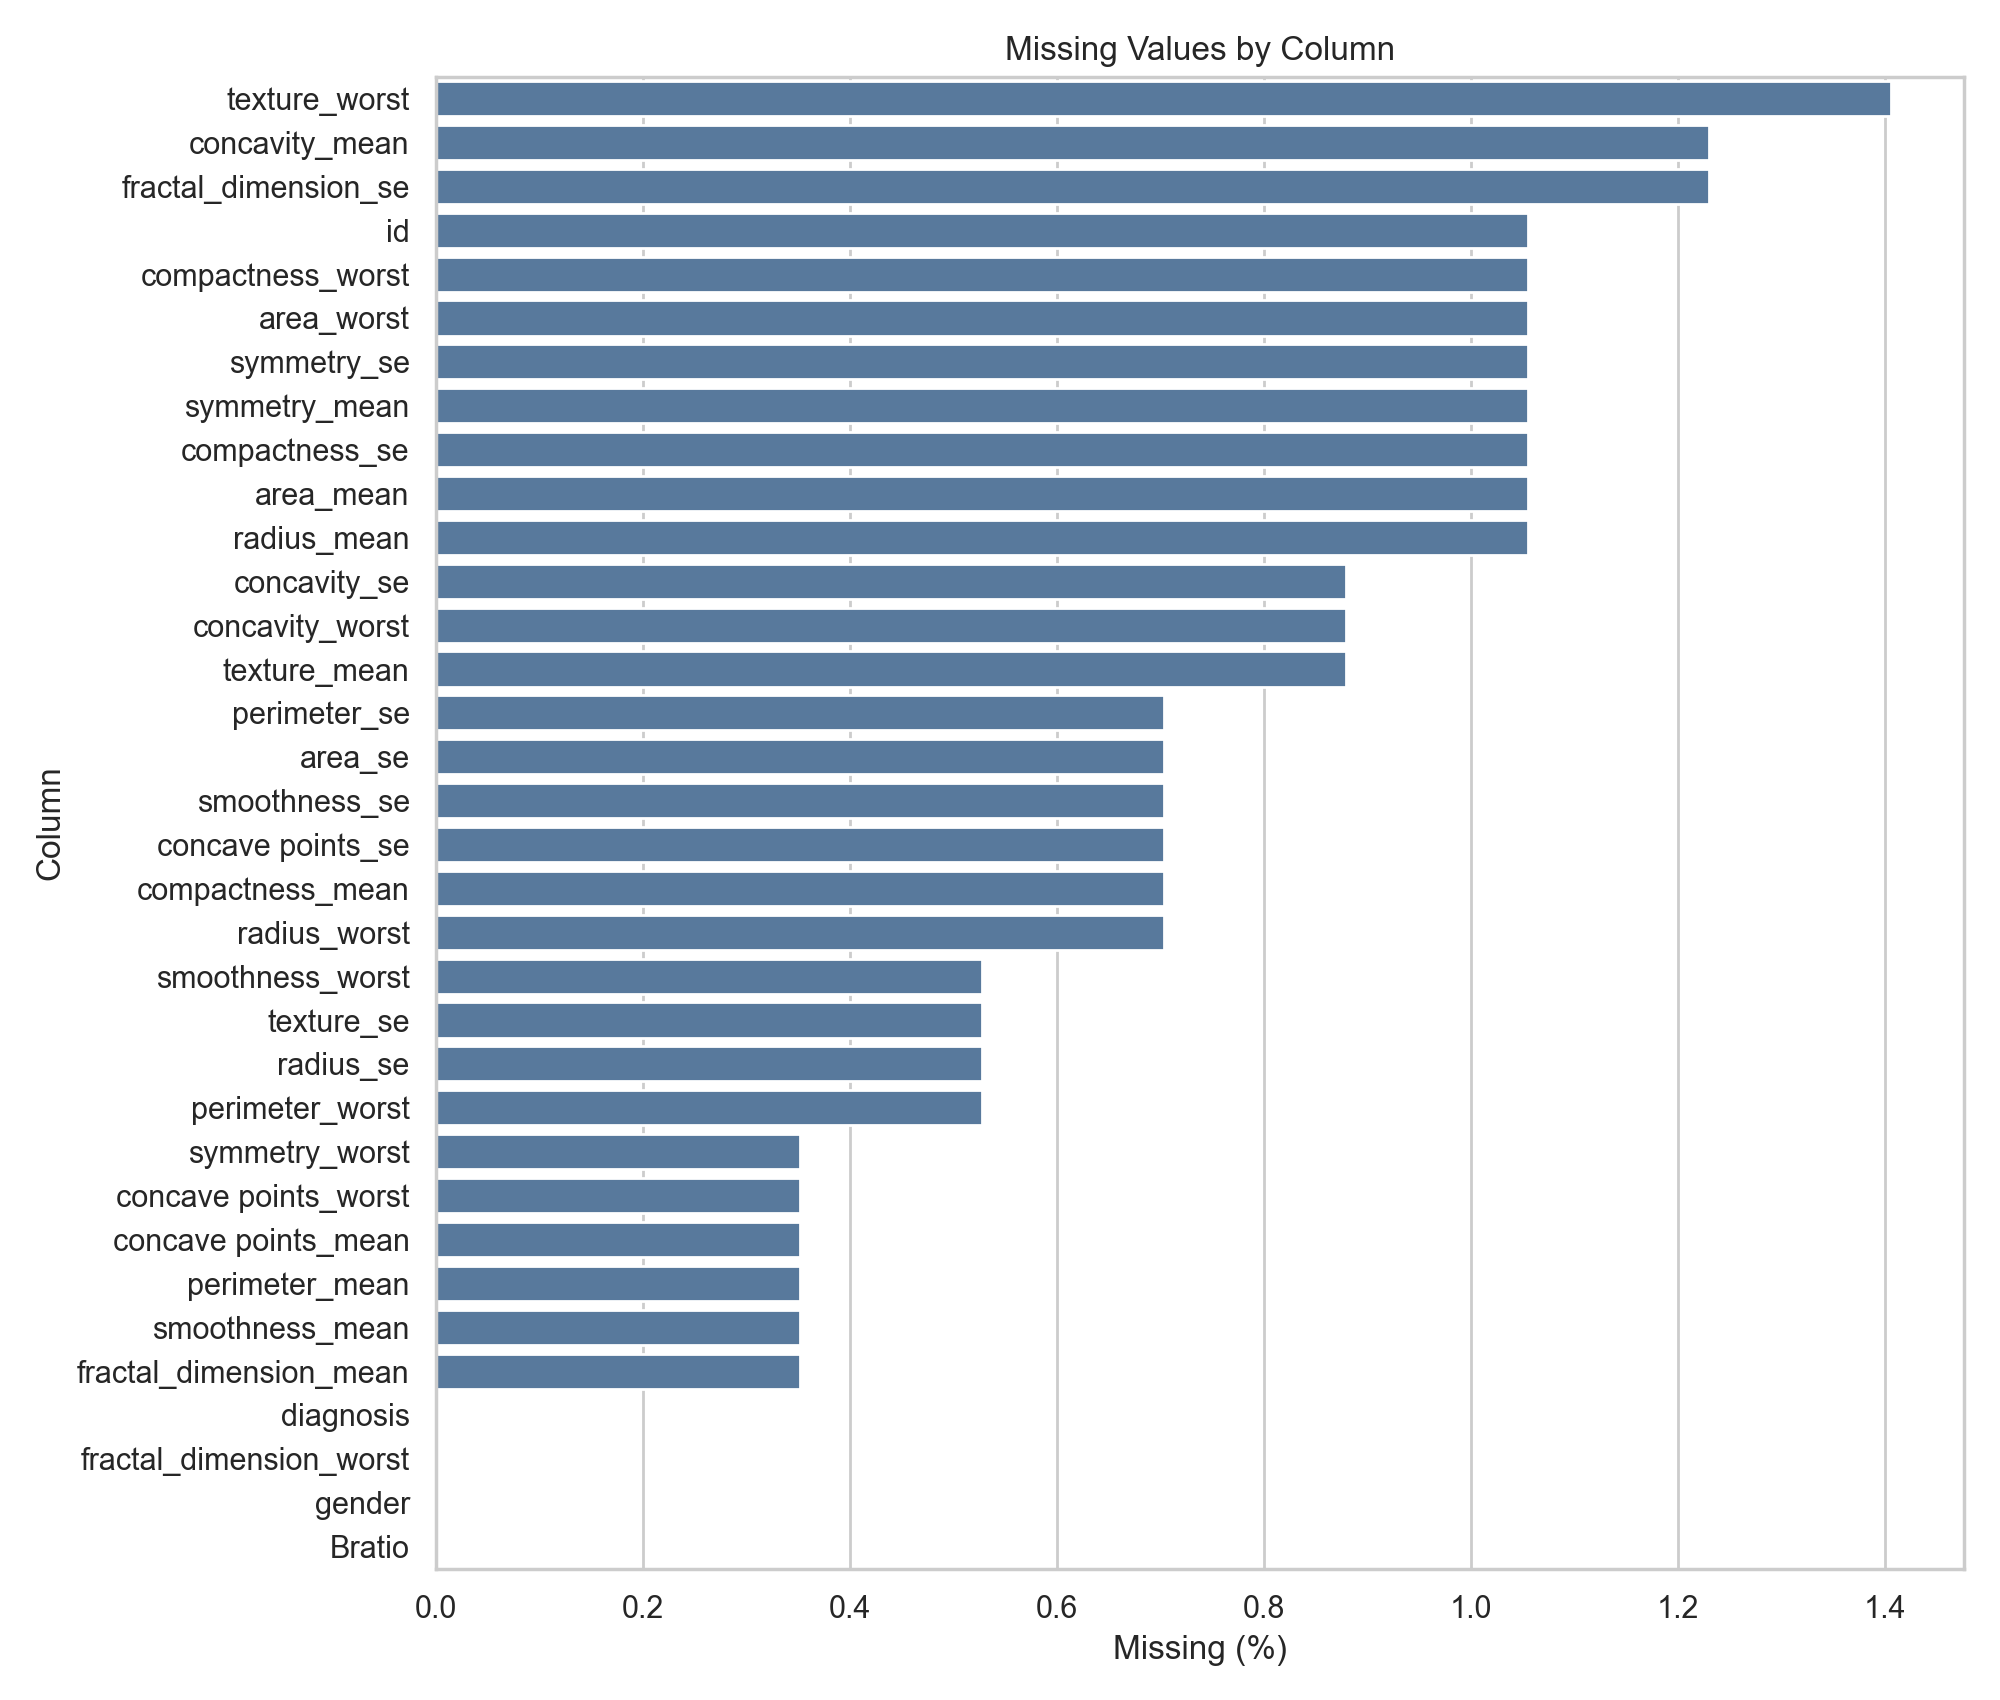 Missing Values by Column
texture_worst
concavity_mean
fractal_dimension_se
id
compactness_worst
area_worst
symmetry_se
symmetry_mean
compactness_se
area_mean
radius_mean
concavity_se
concavity_worst
texture_mean
perimeter_se
area_se
smoothness_se
concave points_se
compactness_mean
radius_worst
smoothness_worst
texture_se
radius_se
perimeter_worst
symmetry_worst
concave points_worst
concave points_mean
perimeter_mean
smoothness_mean
fractal_dimension_mean
diagnosis
fractal_dimension_worst
gender
Bratio
Column
0.0 0.2 0.4 0.6 0.8 1.0 1.2 1.4
Missing (%)